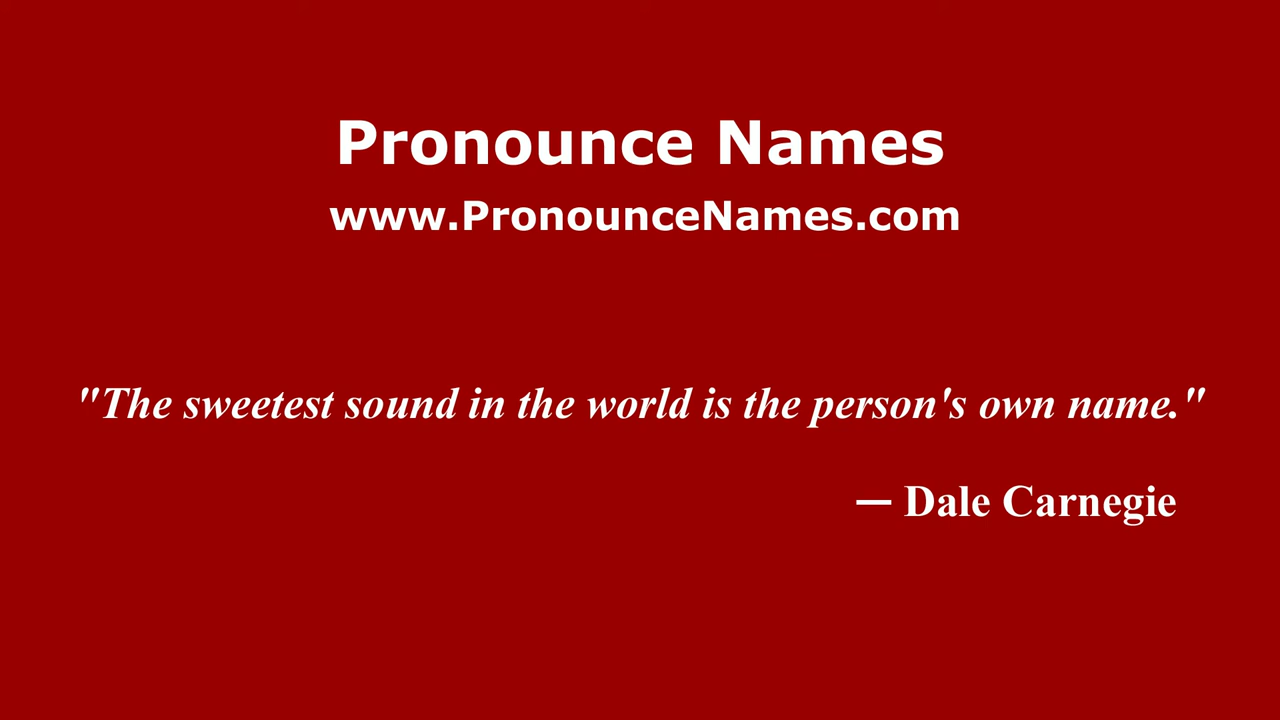 Pronounce Names
www.PronounceNames.com
"The sweetest sound in the world is the person's own name."
— Dale Carnegie